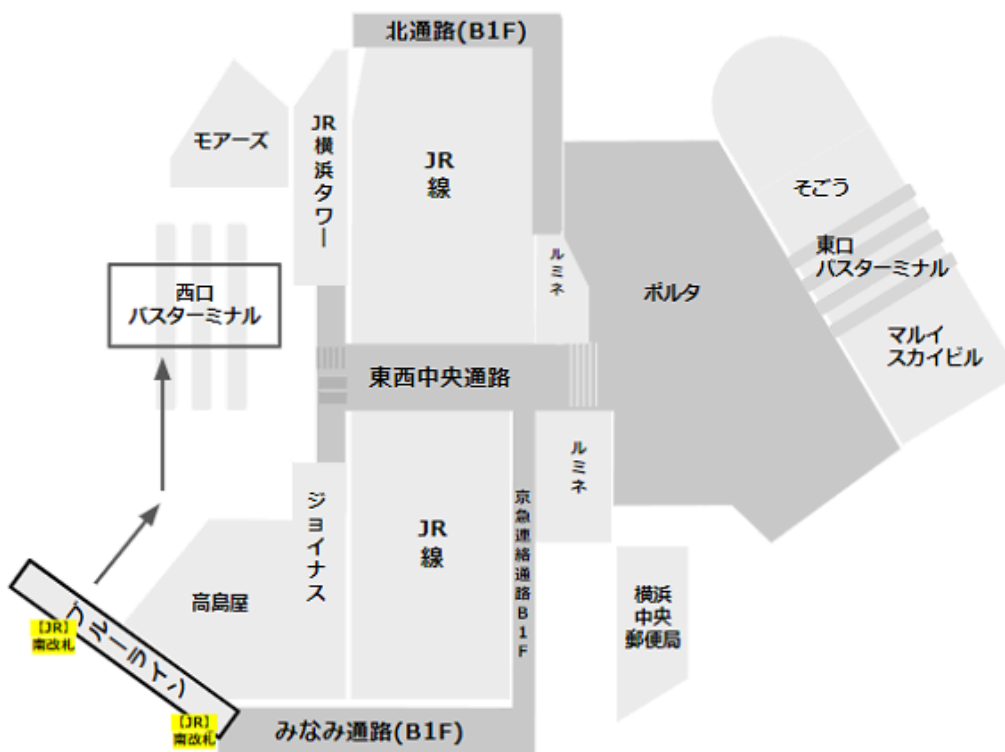 北通路(B1F)
モアーズ
JR横浜タワー
JR
線
そごう
東口
バスターミナル
ルミネ
ポルタ
西口
バスターミナル
マルイ
スカイビル
東西中央通路
ルミネ
ジョイナス
JR
線
京急連絡通路B1F
高島屋
横浜
中央
郵便局
ブルーライン
【JR】
南改札
【JR】
南改札
みなみ通路(B1F)